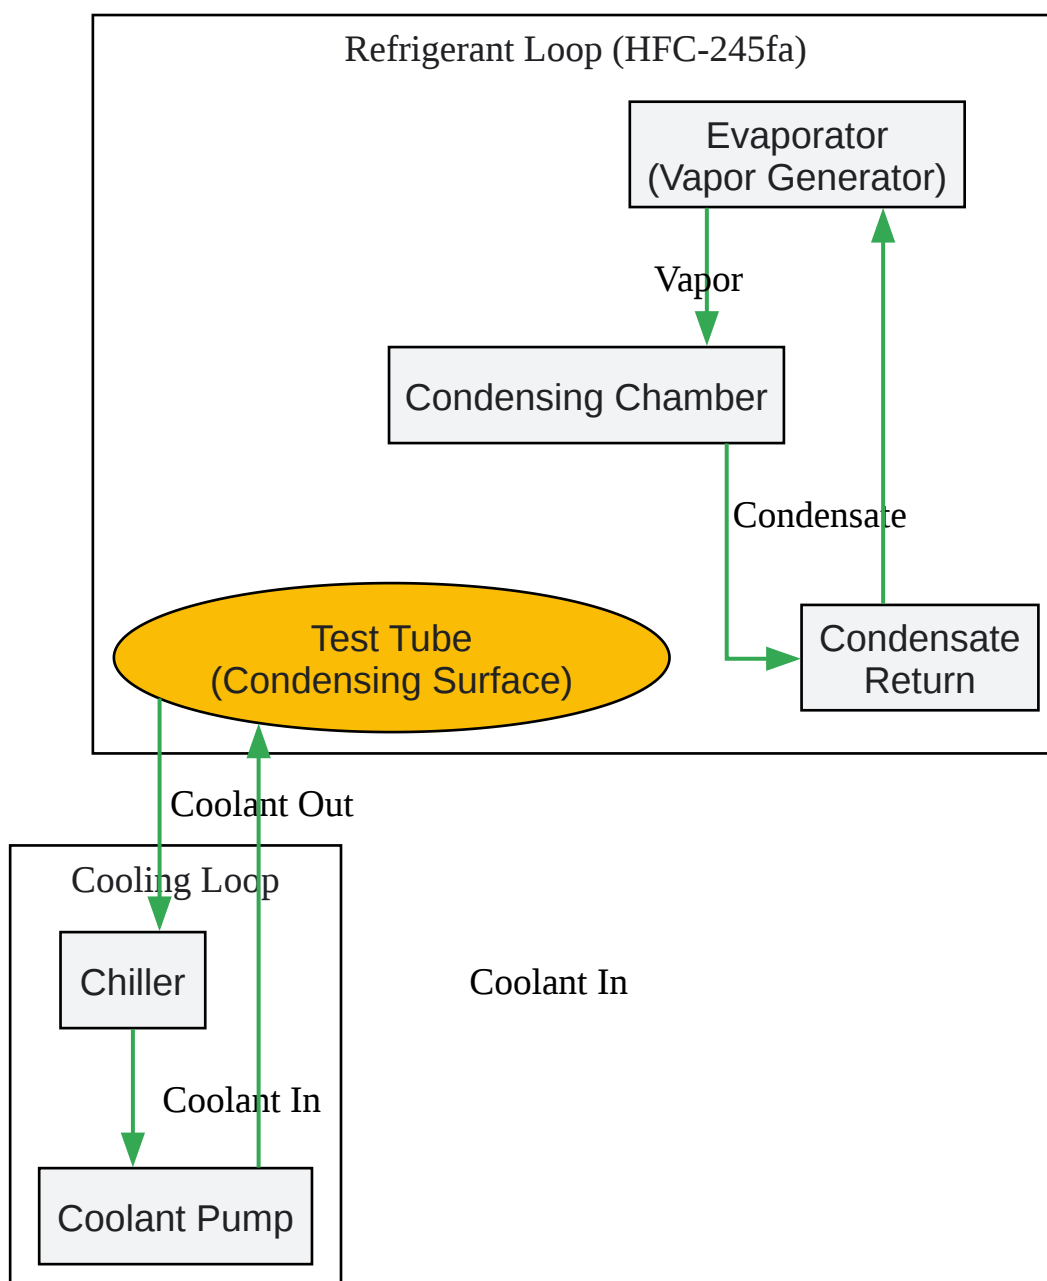 Refrigerant Loop (HFC-245fa)
Evaporator
(Vapor Generator)
Vapor
Condensing Chamber
Condensate
Test Tube
(Condensing Surface)
Condensate
Return
Coolant Out
Cooling Loop
Chiller
Coolant In
Coolant In
Coolant Pump